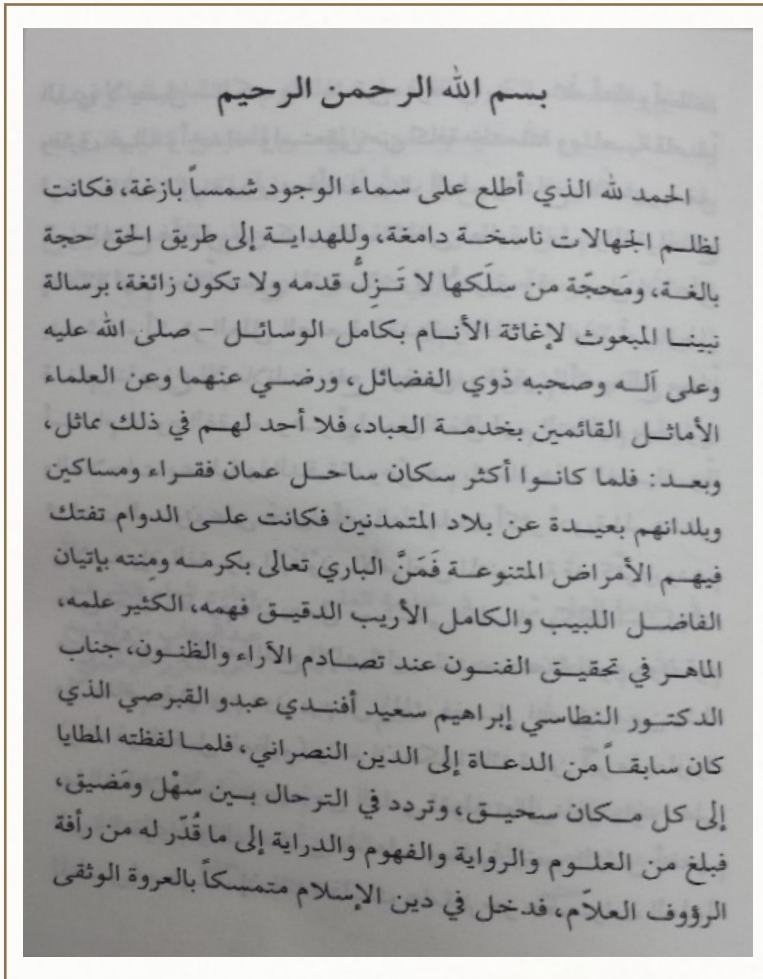 بسم الله الرحمن الرحيم
الحمد لله الذي أطلع على سماء الوجود شمساً بازغة، فكانت
لظلم الجهالات ناسخة دامغة، وللهداية إلى طريق الحق حجة
بالغة، ومَحجّة من سلَكها لا تَزِلُّ قدمه ولا تكون زائغة، برسالة
نبينا المبعوث لإغاثة الأنام بكامل الوسائل – صلى الله عليه
وعلى آله وصحبه ذوي الفضائل، ورضي عنهما وعن العلماء
الأماثل القائمين بخدمة العباد، فلا أحد لهم في ذلك مماثل،
وبعد: فلما كانوا أكثر سكان ساحل عمان فقراء ومساكين
وبلدانهم بعيدة عن بلاد المتمدنين فكانت على الدوام تفتك
فيهم الأمراض المتنوعة فَمَنَّ الباري تعالى بكرمه ومِنته بإتيان
الفاضل اللبيب والكامل الأريب الدقيق فهمه، الكثير علمه،
الماهر في تحقيق الفنون عند تصادم الآراء والظنون، جناب
الدكتور النطاسي إبراهيم سعيد أفندي عبدو القبرصي الذي
كان سابقاً من الدعاة إلى الدين النصراني، فلما لفظته المطايا
إلى كل مكان سحيق، وتردد في الترحال بين سهْل ومَضيق،
فبلغ من العلوم والرواية والفهوم والدراية إلى ما قُدّر له من رأفة
الرؤوف العلاّم، فدخل في دين الإسلام متمسكاً بالعروة الوثقى